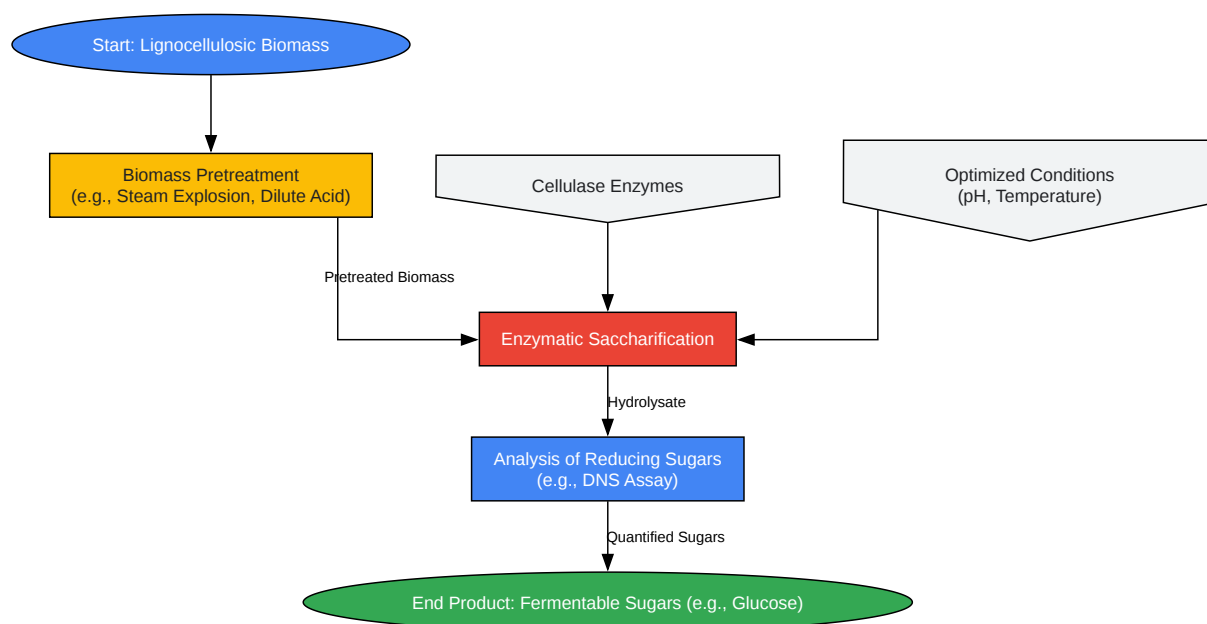 Start: Lignocellulosic Biomass
Biomass Pretreatment
(e.g., Steam Explosion, Dilute Acid)
Cellulase Enzymes
Optimized Conditions
(pH, Temperature)
Pretreated Biomass
Enzymatic Saccharification
Hydrolysate
Analysis of Reducing Sugars
(e.g., DNS Assay)
Quantified Sugars
End Product: Fermentable Sugars (e.g., Glucose)